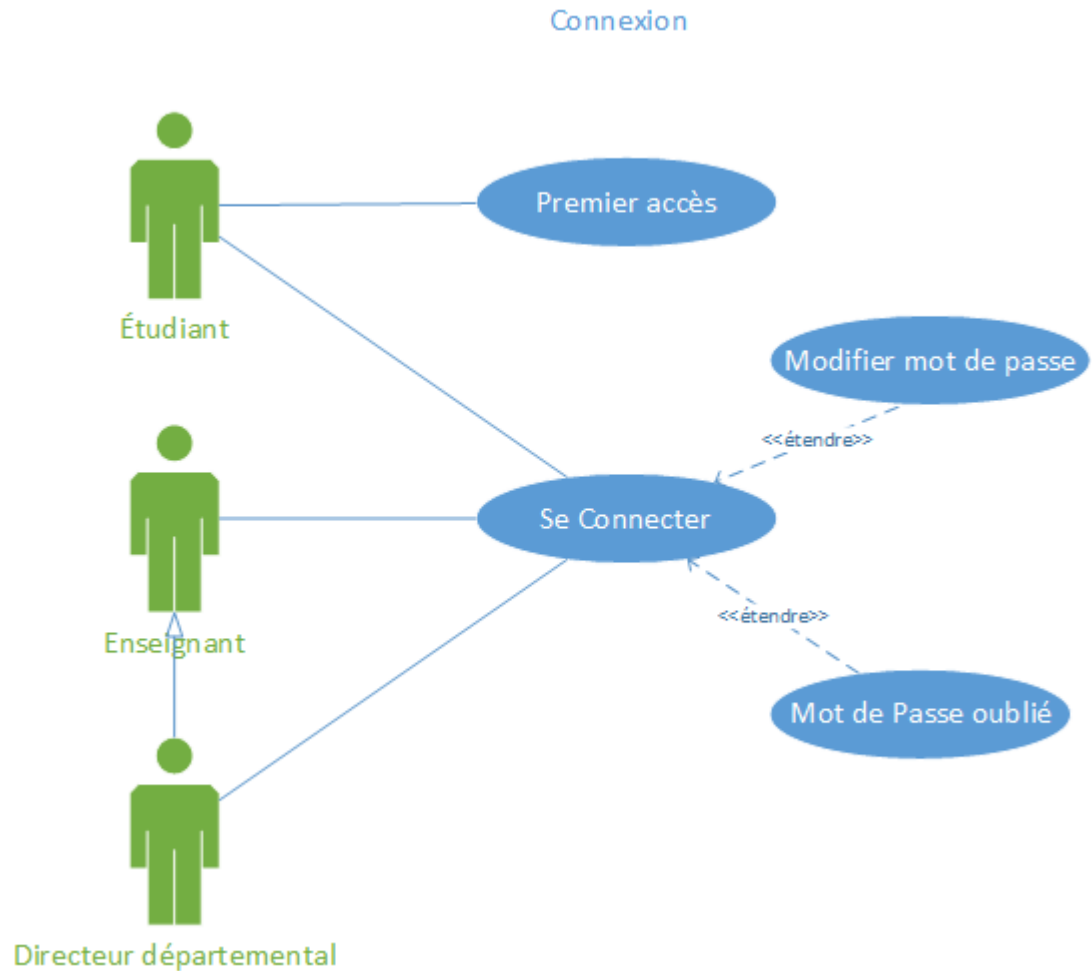 Connexion
Premier accès
Étudiant
Modifier mot de passe
<<étendre>>
Se Connecter
<<étendre>>
Enseignant
Mot de Passe oublié
Directeur départemental